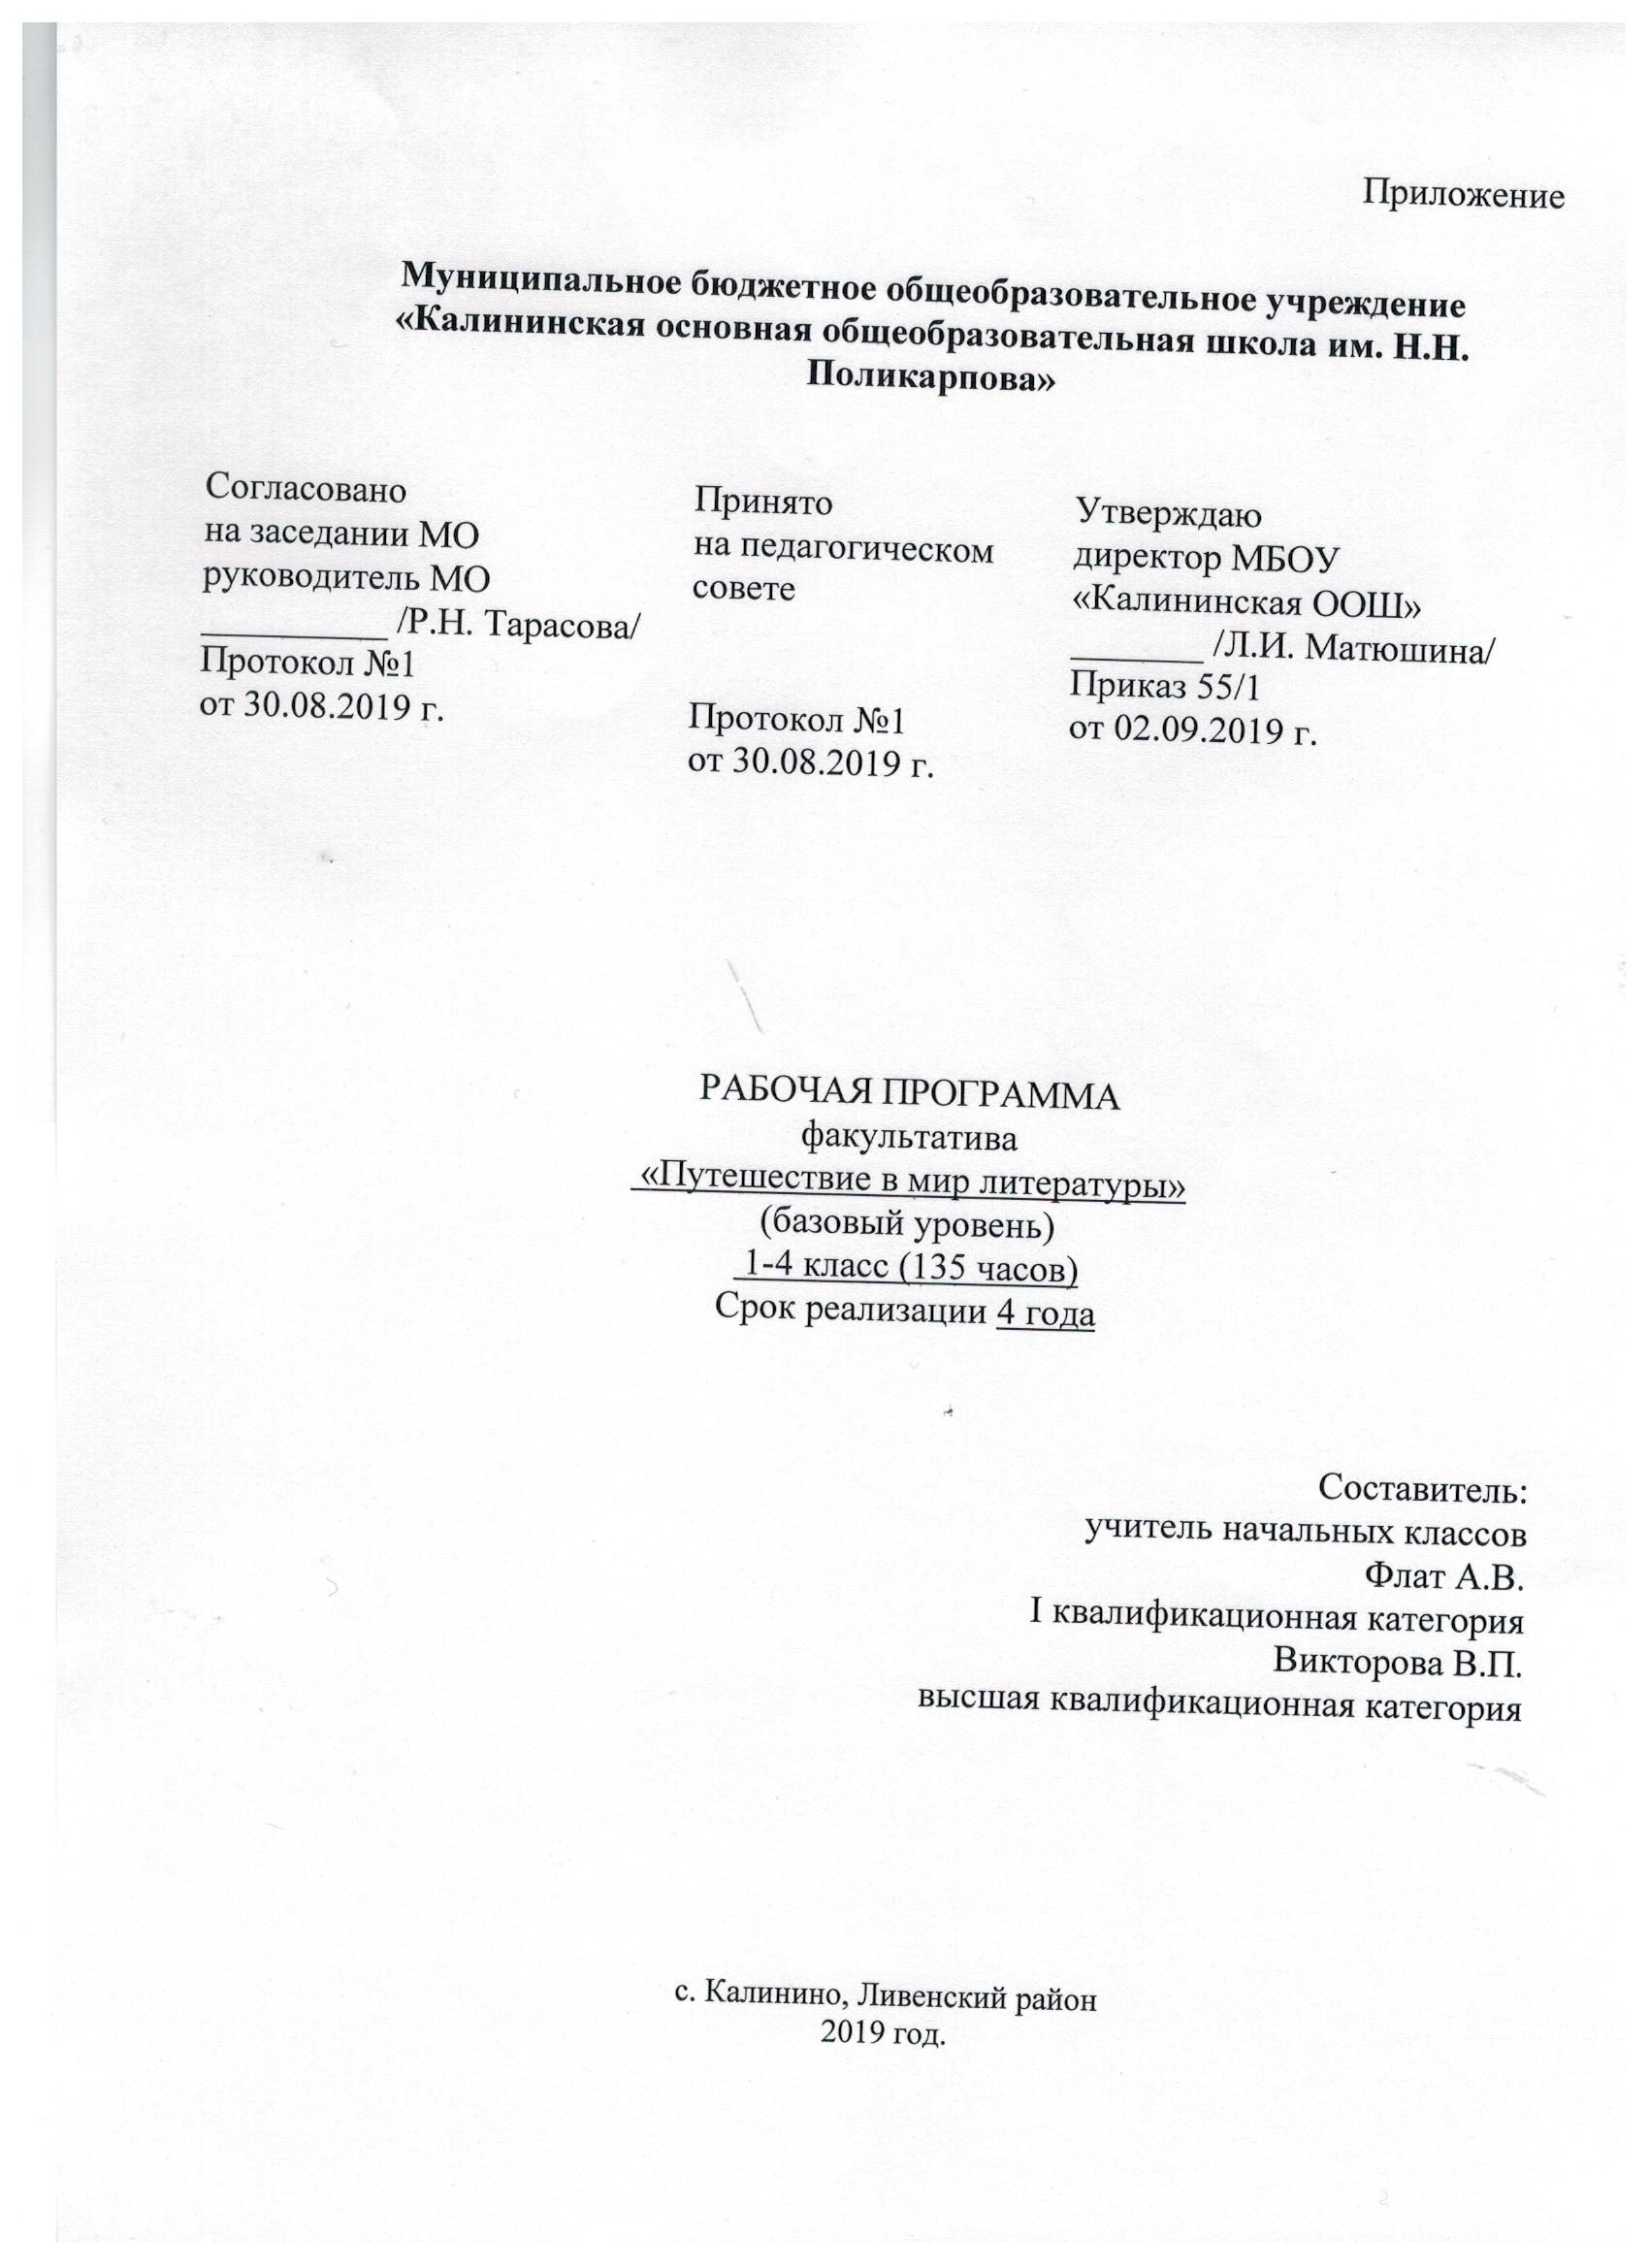 Приложение
Муниципальное бюджетное общеобразовательное учреждение
«Калининская основная общеобразовательная школа им. Н.Н.
Поликарпова»
Согласовано
на заседании МО
руководитель МО
__________ /Р.Н. Тарасова/
Протокол №1
от 30.08.2019 г.
Принято
на педагогическом
совете
Протокол №1
от 30.08.2019 г.
Утверждаю
директор МБОУ
«Калининская ООШ»
_______ /Л.И. Матюшина/
Приказ 55/1
от 02.09.2019 г.
РАБОЧАЯ ПРОГРАММА
факультатива
«Путешествие в мир литературы»
(базовый уровень)
1-4 класс (135 часов)
Срок реализации 4 года
Составитель:
учитель начальных классов
Флат А.В.
I квалификационная категория
Викторова В.П.
высшая квалификационная категория
с. Калинино, Ливенский район
2019 год.